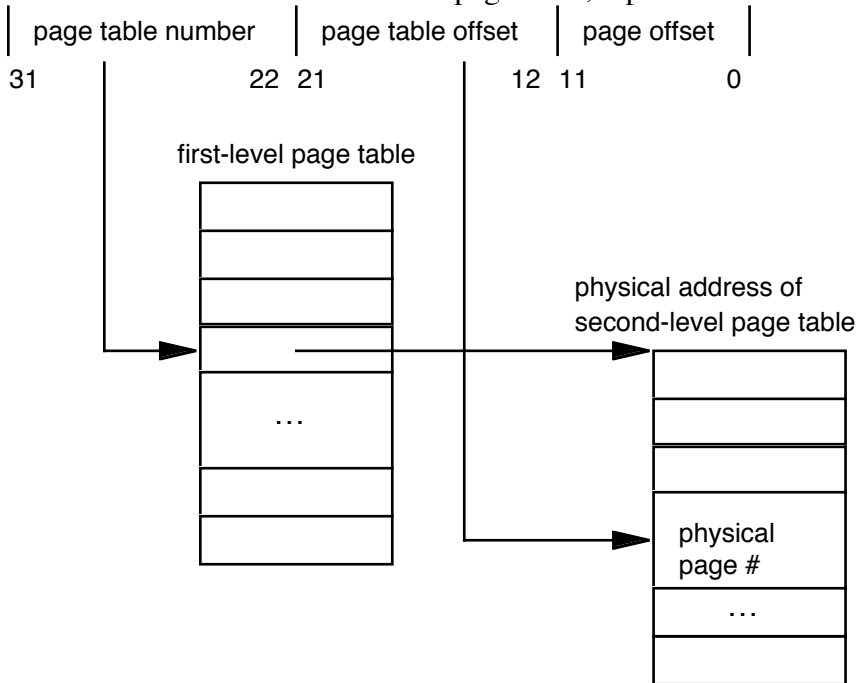 page table number page table offset page offset
31 22 21 12 11 0
first-level page table
physical address of
second-level page table
...
physical
page #
...